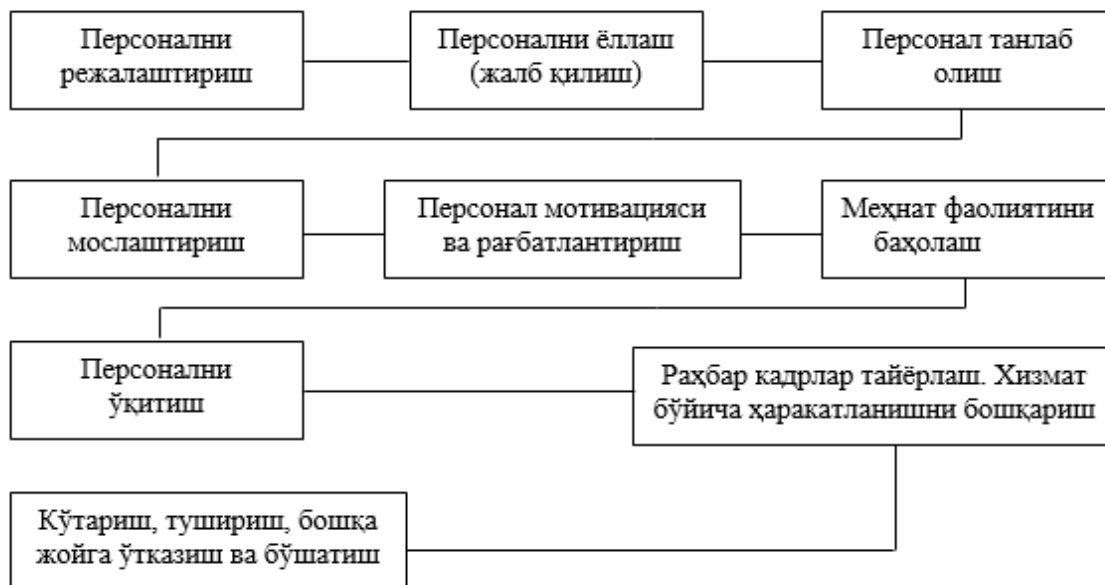 Персонални
режалаштириш
Персонални ёллаш
(жалб қилиш)
Персонал танлаб
олиш
Персонални
мослаштириш
Персонал мотивацияси
ва рағбатлантириш
Меҳнат фаолиятини
баҳолаш
Персонални
ўқитиш
Раҳбар кадрлар тайёрлаш. Хизмат
бўйича ҳаракатланишни бошқариш
Кўтариш, тушириш, бошқа
жойга ўтказиш ва бўшатиш